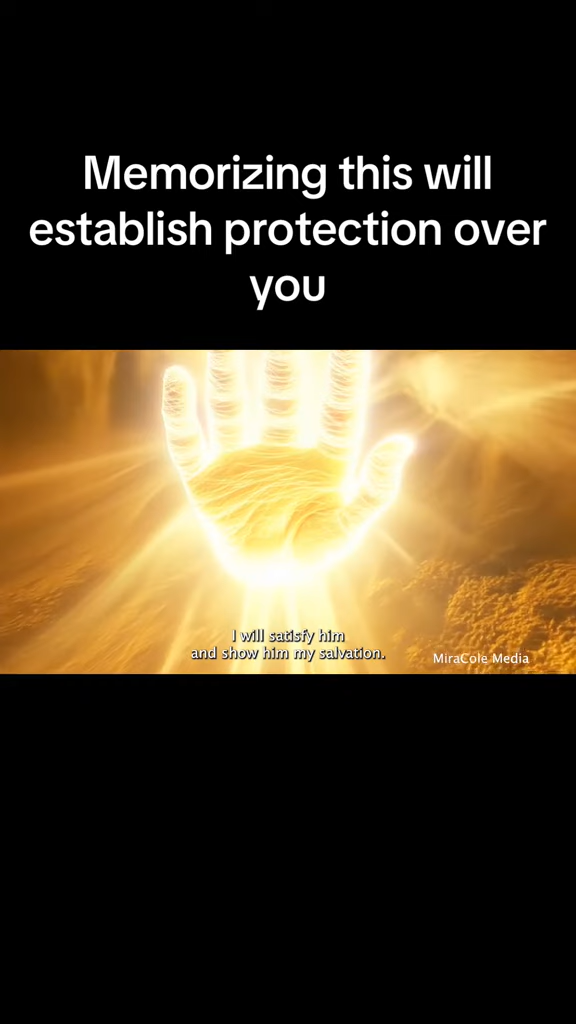 Memorizing this will
establish protection over
you
I will satisfy him
and show him my salvation.
MiraCole Media